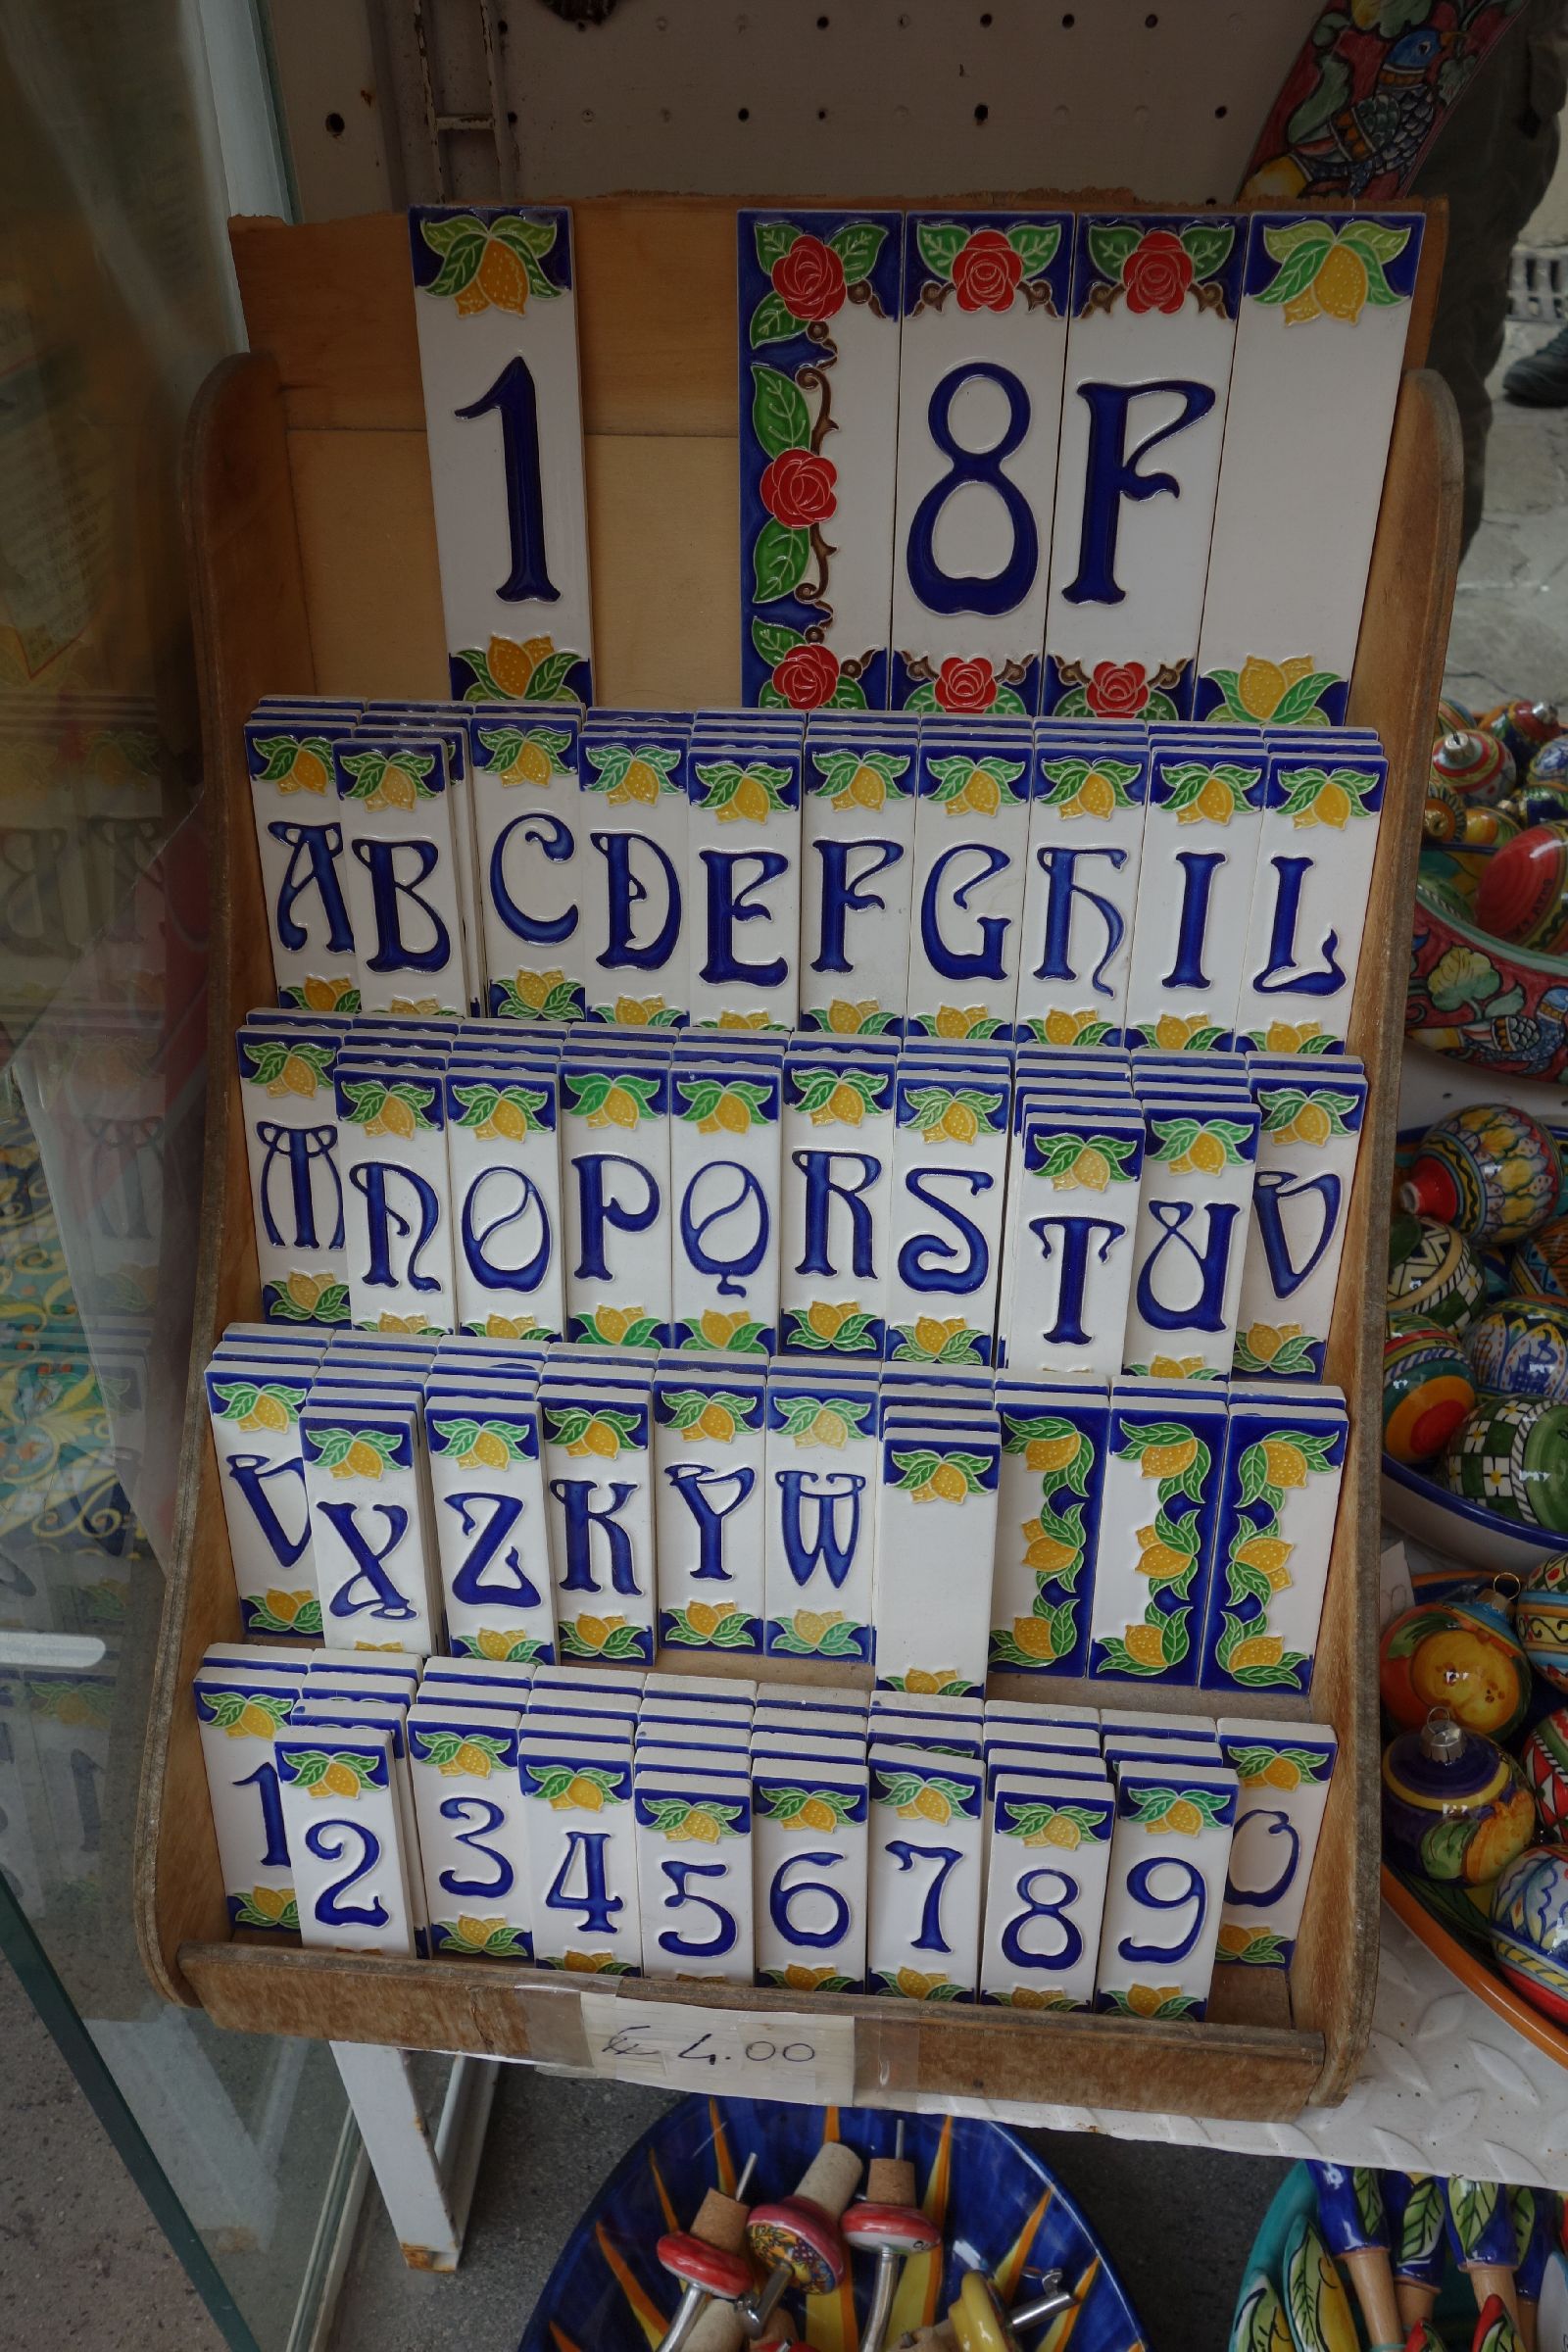 1 8F
ABCDEFGHIL
MNOPQRSTUV
VXZKYW
1234567890
€ 4.00